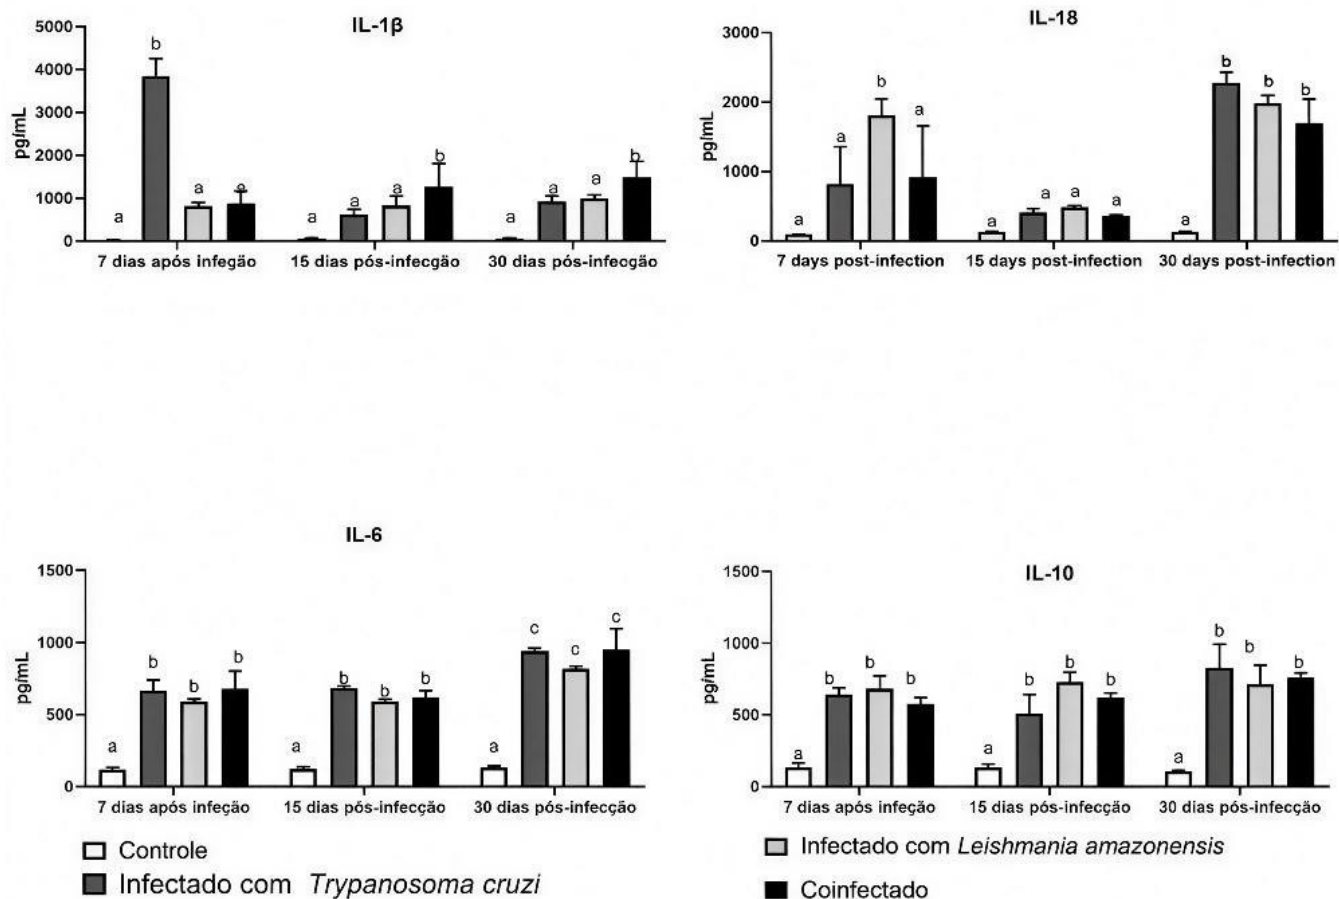 IL-1β
5000
4000
3000
2000
1000
0
pg/mL
a
b
a
a
a
a
b
a
a
a
b
7 dias após infeção
15 dias pós-infecção
30 dias pós-infecção
IL-18
3000
2000
1000
0
pg/mL
a
a
b
a
a
a
a
a
a
b
b
b
7 days post-infection
15 days post-infection
30 days post-infection
IL-6
1500
1000
500
0
pg/mL
a
b
b
b
a
b
b
b
a
c
c
c
7 dias após infeção
15 dias pós-infecção
30 dias pós-infecção
IL-10
1500
1000
500
0
pg/mL
a
b
b
b
a
b
b
b
a
b
b
b
7 dias após infeção
15 dias pós-infecção
30 dias pós-infecção
Controle
Infectado com Trypanosoma cruzi
Infectado com Leishmania amazonensis
Coinfectado